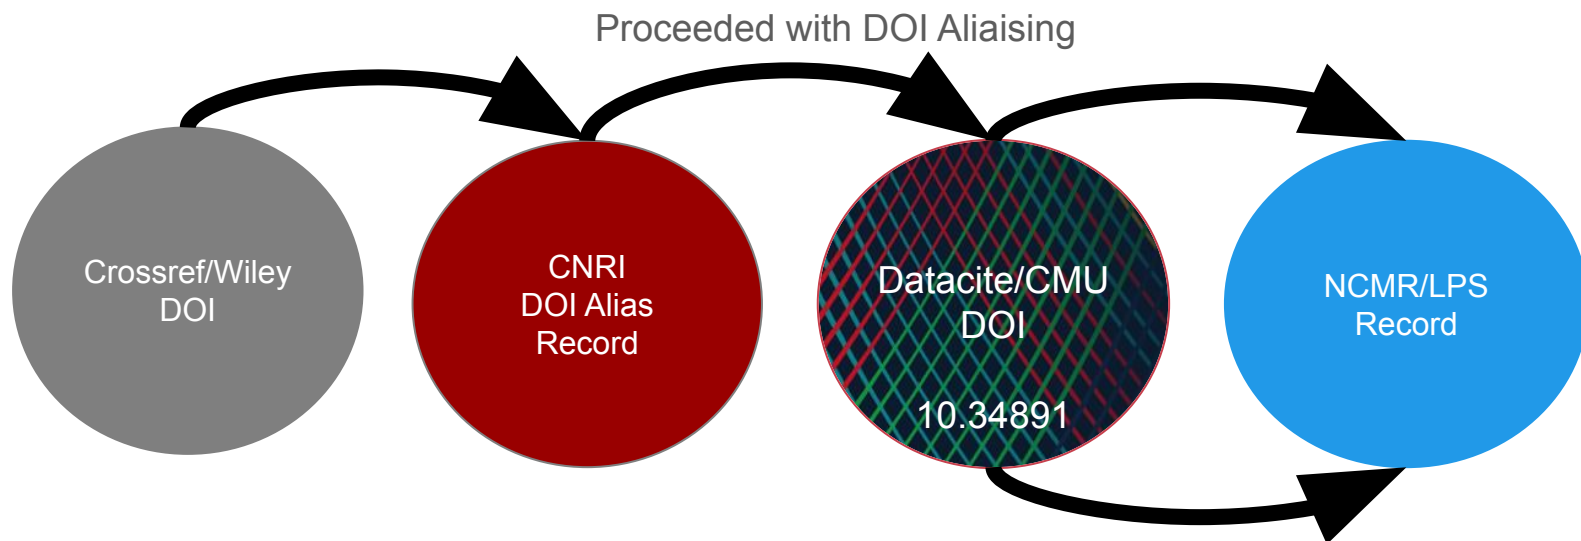 Proceeded with DOI Aliaising
Crossref/Wiley
DOI
CNRI
DOI Alias
Record
Datacite/CMU
DOI
10.34891
NCMR/LPS
Record